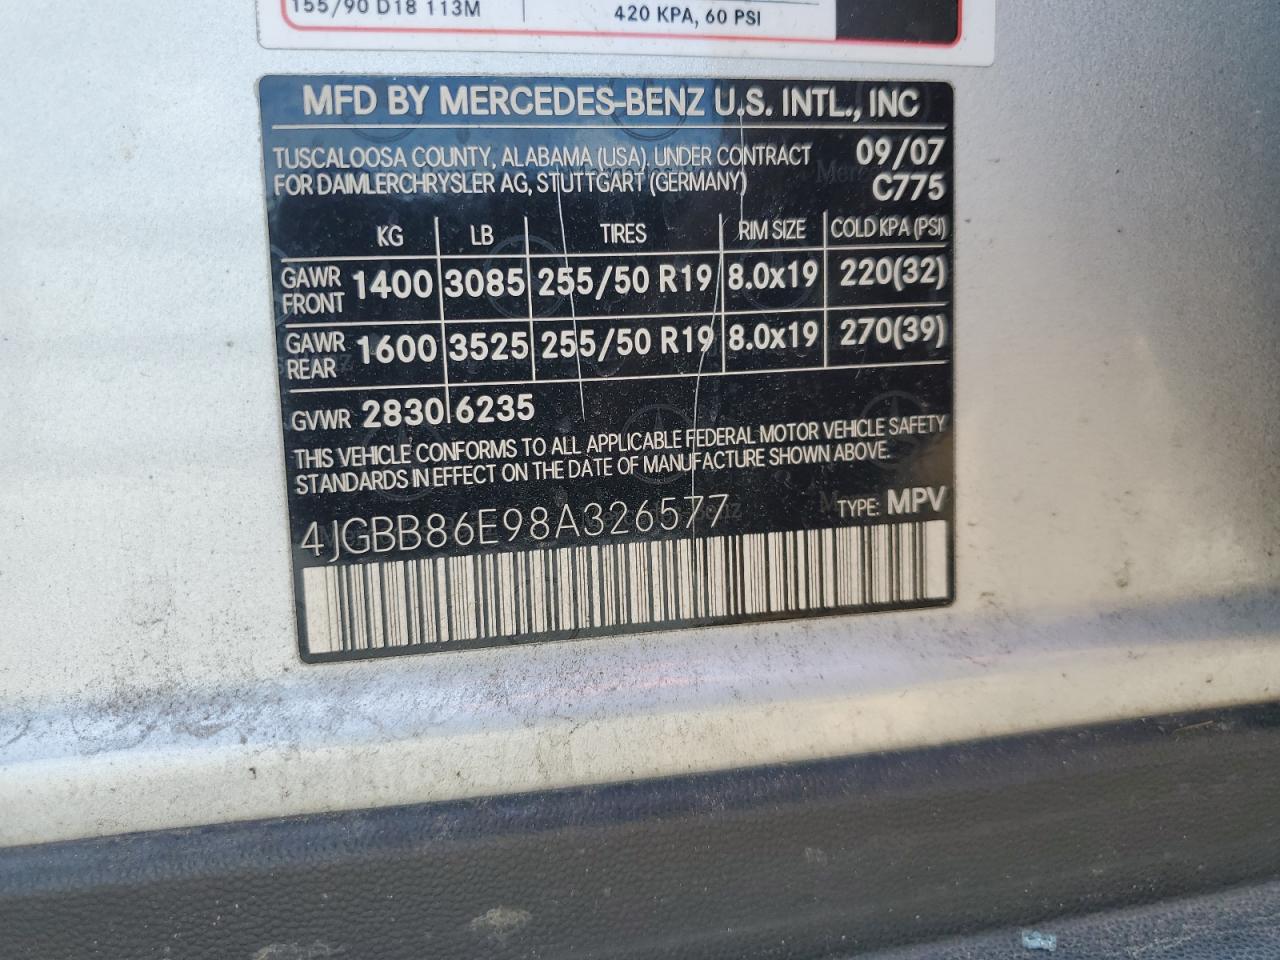 155/90 D18 113M 420 KPA, 60 PSI
MFD BY MERCEDES-BENZ U.S. INTL., INC
TUSCALOOSA COUNTY, ALABAMA (USA). UNDER CONTRACT 09/07
FOR DAIMLERCHRYSLER AG, STUTTGART (GERMANY) C775
KG LB TIRES RIM SIZE COLD KPA (PSI)
GAWR FRONT 1400 3085 255/50 R19 8.0x19 220(32)
GAWR REAR 1600 3525 255/50 R19 8.0x19 270(39)
GVWR 2830 6235
THIS VEHICLE CONFORMS TO ALL APPLICABLE FEDERAL MOTOR VEHICLE SAFETY
STANDARDS IN EFFECT ON THE DATE OF MANUFACTURE SHOWN ABOVE.
4JGBB86E98A326577 TYPE: MPV